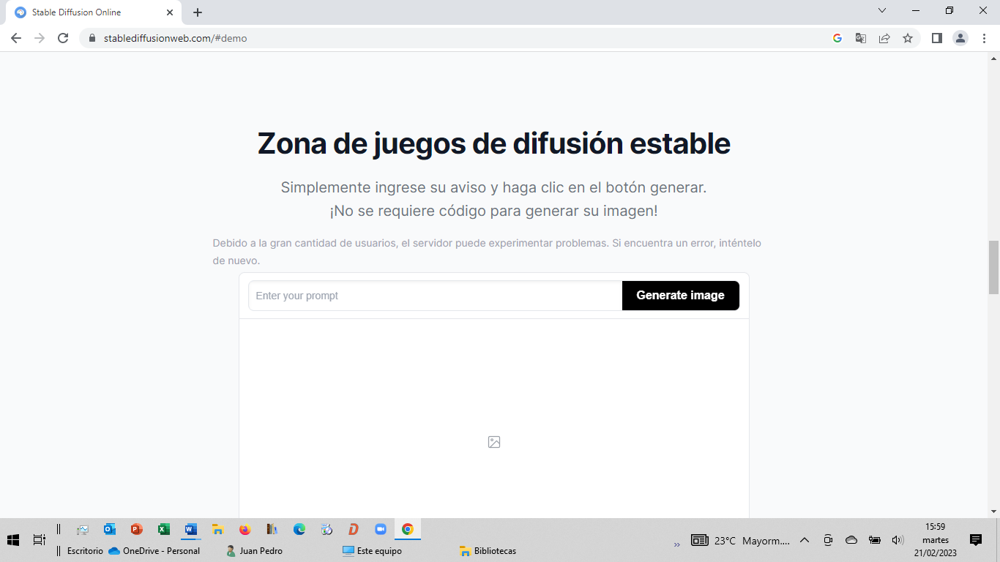 Stable Diffusion Online
stablediffusionweb.com/#demo
Zona de juegos de difusión estable
Simplemente ingrese su aviso y haga clic en el botón generar.
¡No se requiere código para generar su imagen!
Debido a la gran cantidad de usuarios, el servidor puede experimentar problemas. Si encuentra un error, inténtelo
de nuevo.
Enter your prompt
Generate image
15:59
23°C Mayorm....
martes
21/02/2023
Escritorio
OneDrive - Personal
Juan Pedro
Este equipo
Bibliotecas